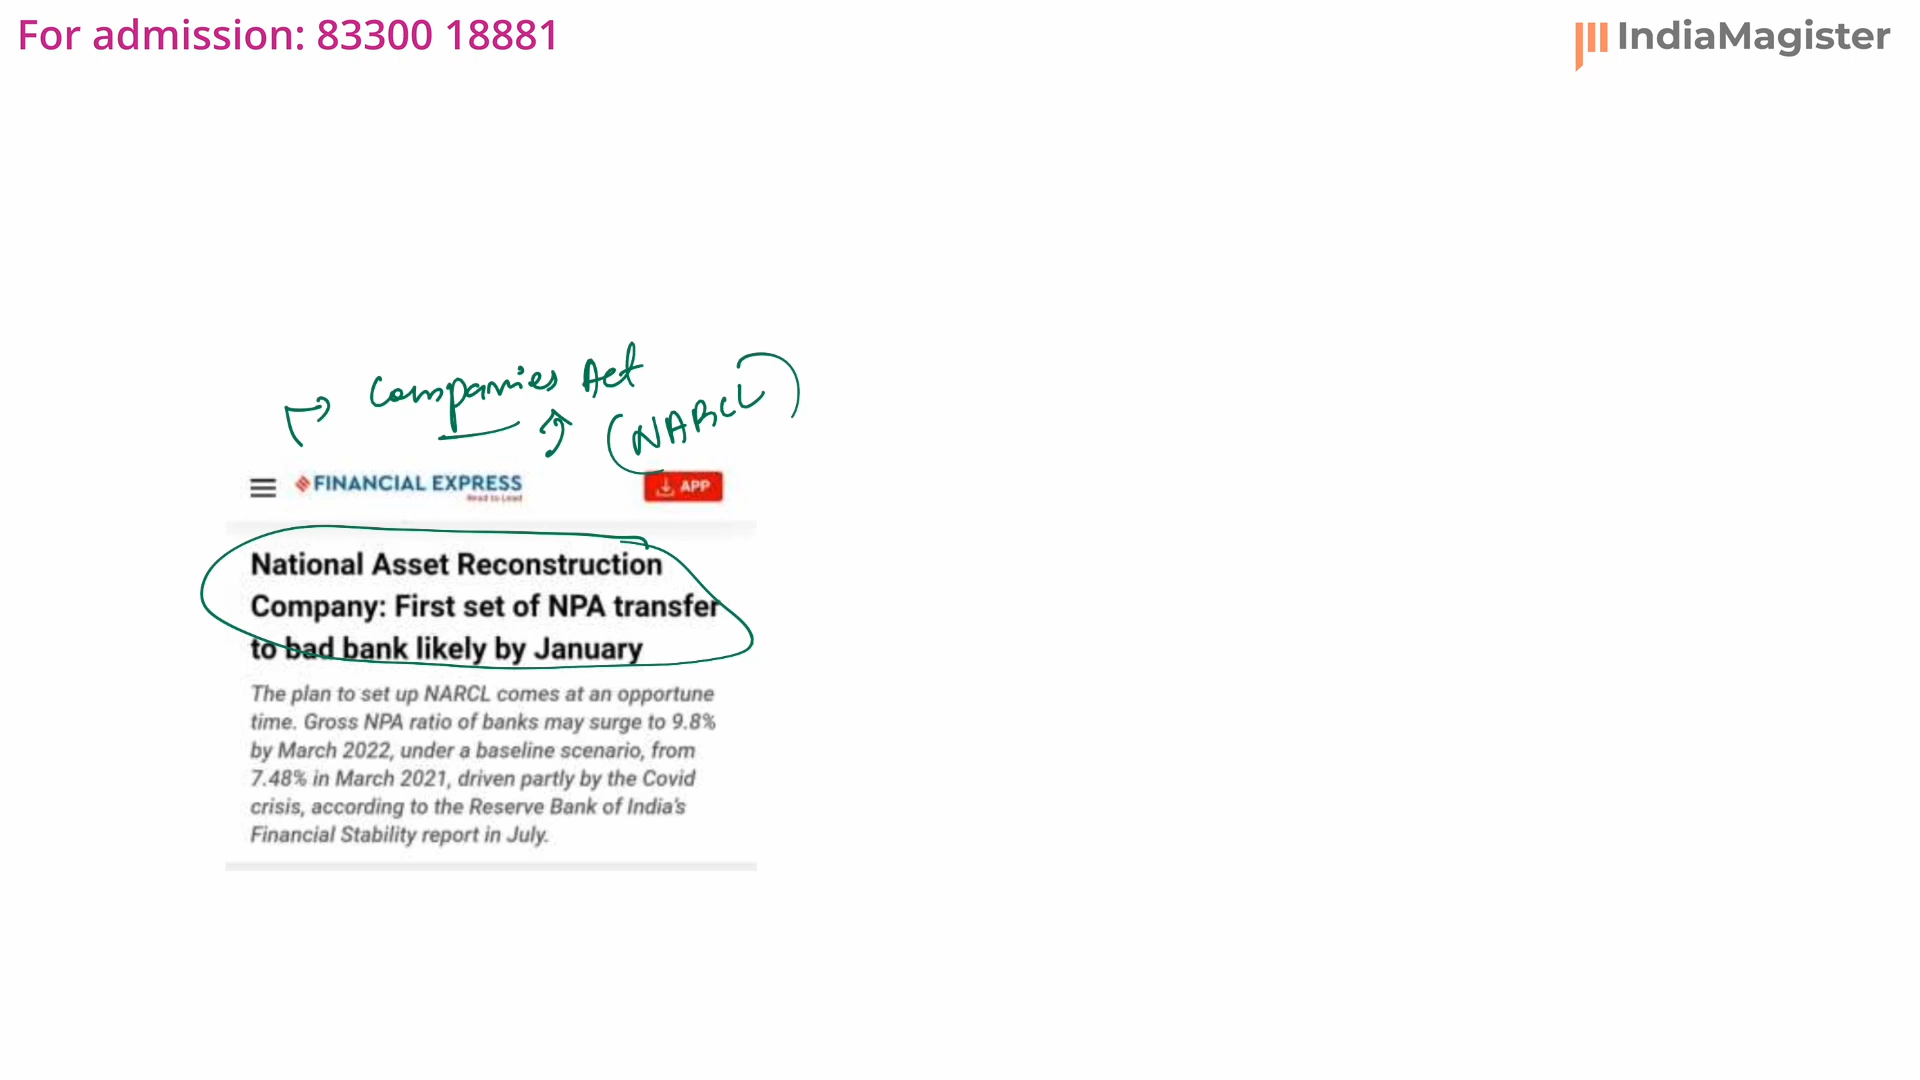 For admission: 83300 18881
IndiaMagister
Companies Act
(NARCL)
FINANCIAL EXPRESS
Read to Lead
APP
National Asset Reconstruction
Company: First set of NPA transfer
to bad bank likely by January
The plan to set up NARCL comes at an opportune
time. Gross NPA ratio of banks may surge to 9.8%
by March 2022, under a baseline scenario, from
7.48% in March 2021, driven partly by the Covid
crisis, according to the Reserve Bank of India's
Financial Stability report in July.